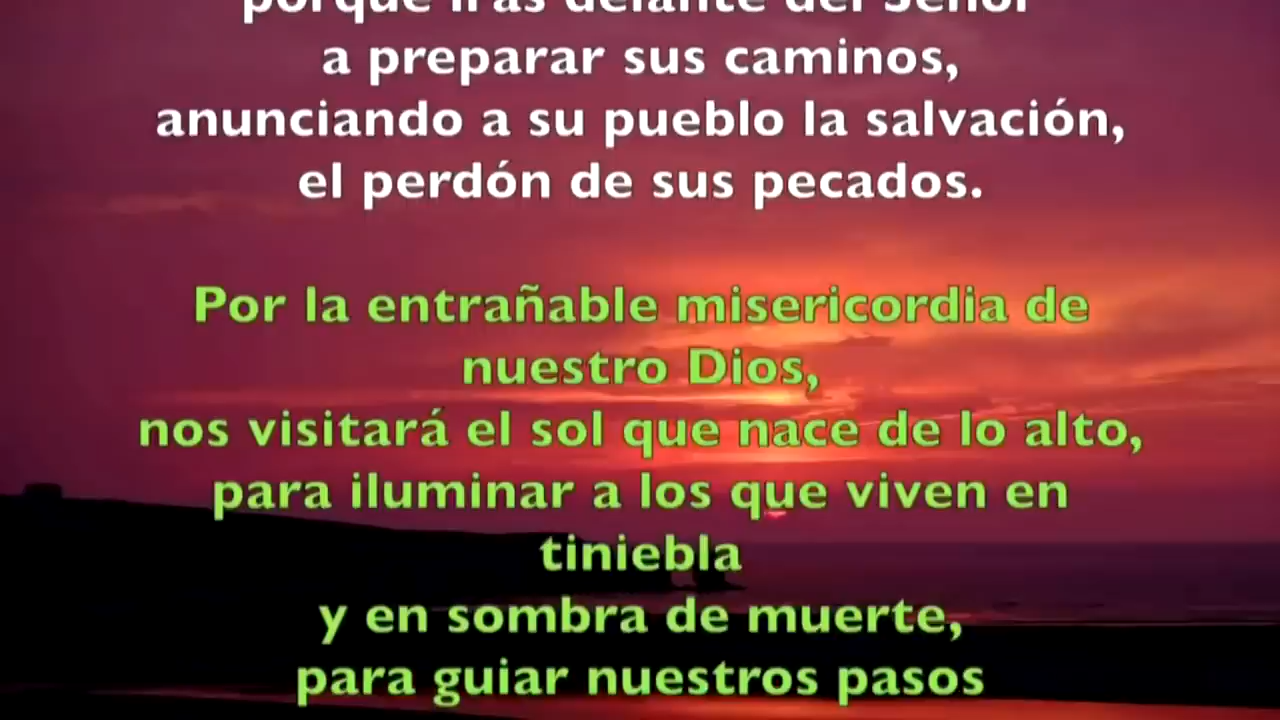 porque irás delante del Señor
a preparar sus caminos,
anunciando a su pueblo la salvación,
el perdón de sus pecados.
Por la entrañable misericordia de
nuestro Dios,
nos visitará el sol que nace de lo alto,
para iluminar a los que viven en
tiniebla
y en sombra de muerte,
para guiar nuestros pasos